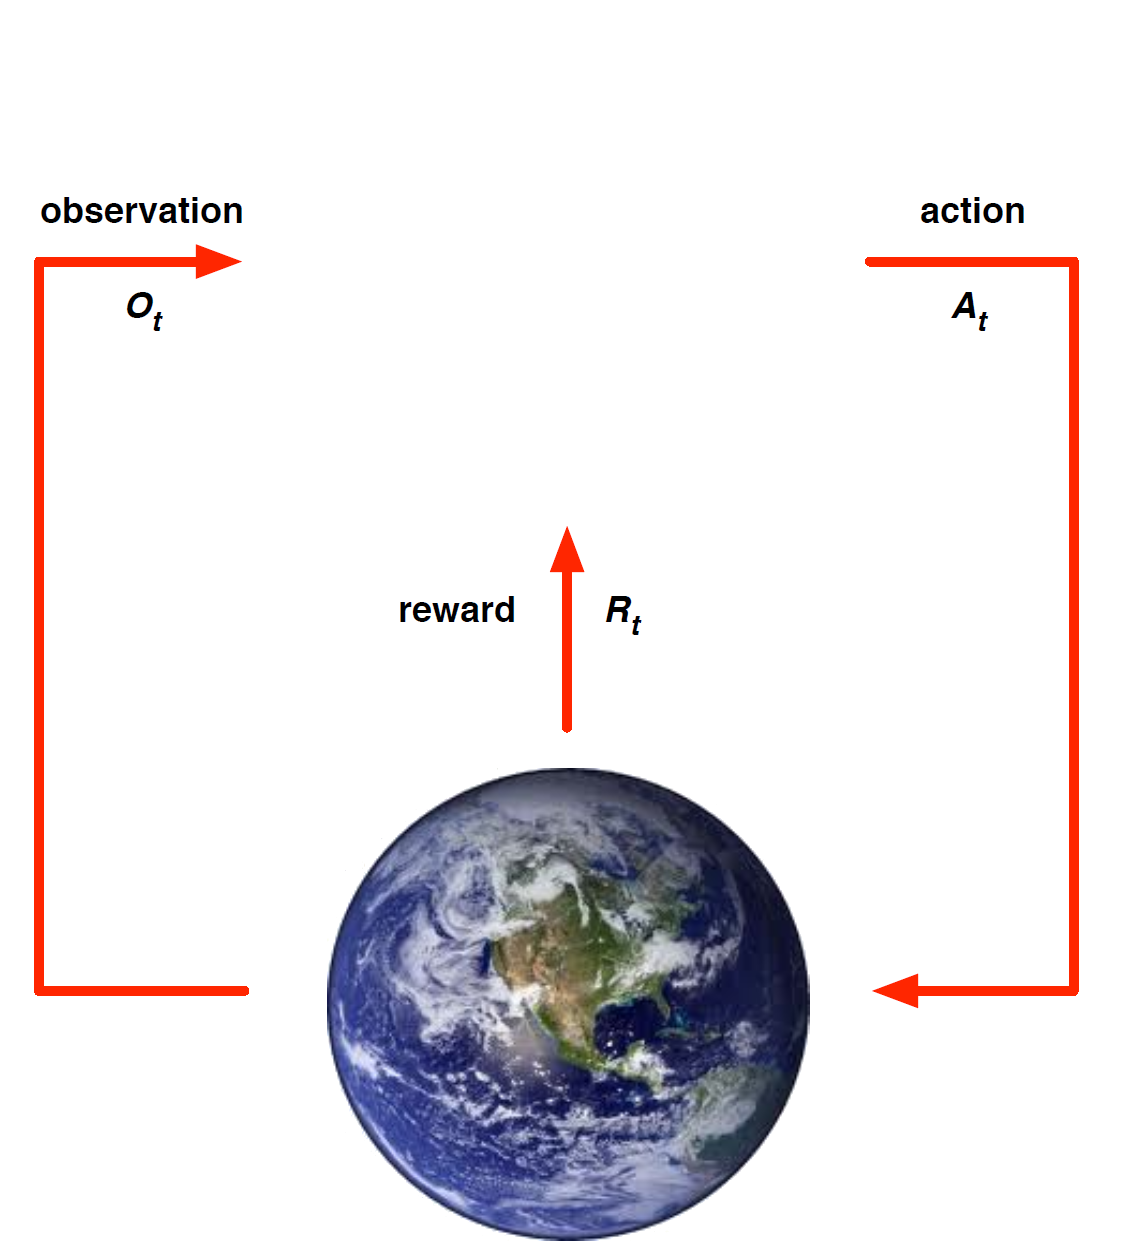 observation
action
O_t
A_t
reward
R_t